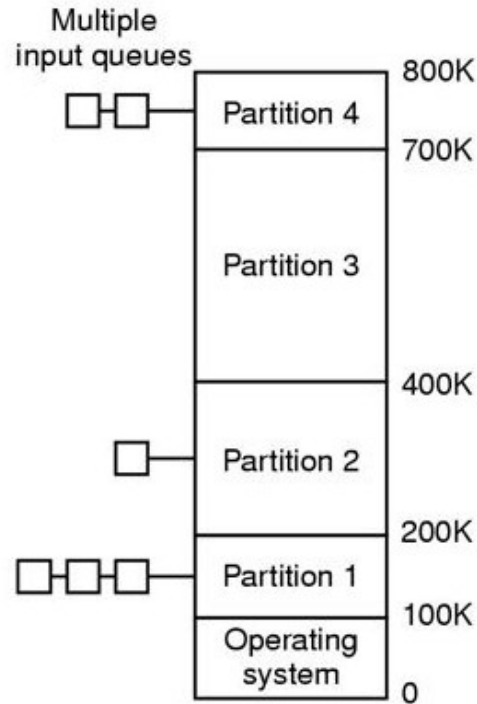 Multiple
input queues
800K
Partition 4
700K
Partition 3
400K
Partition 2
200K
Partition 1
100K
Operating
system
0